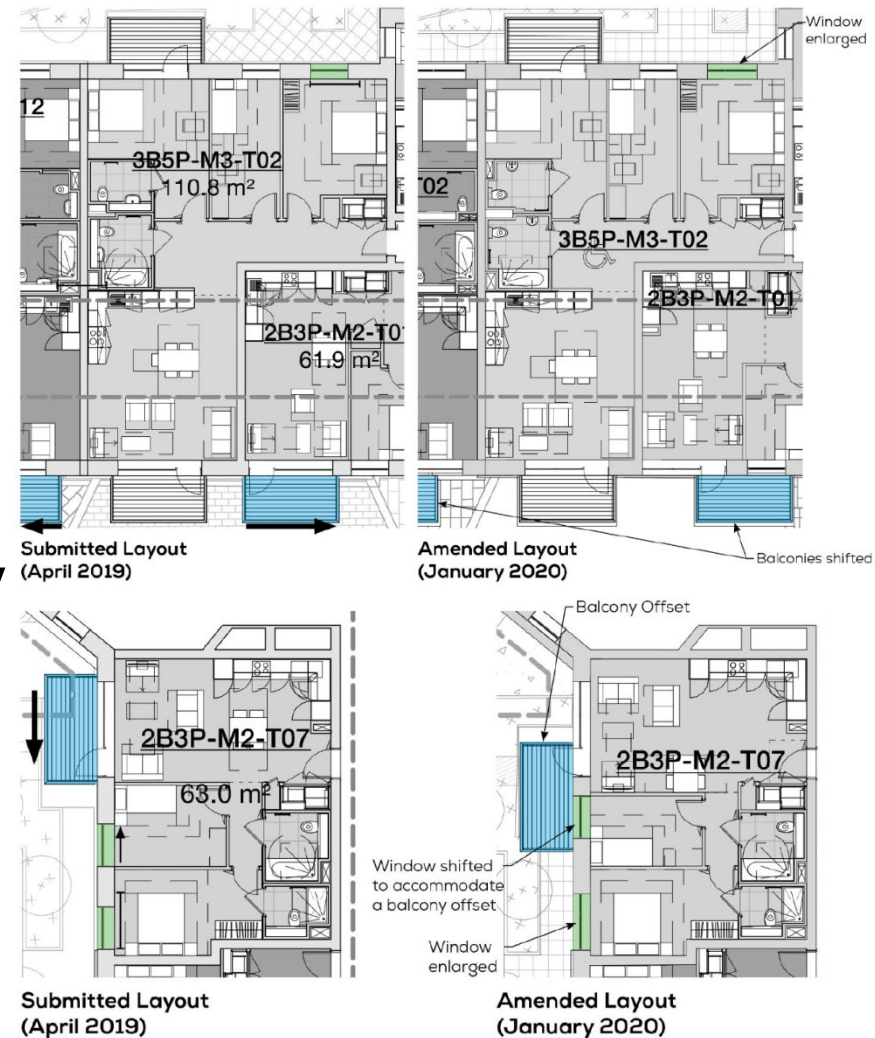 Window
enlarged
12
3B5P-M3-T02
110.8 m²
2B3P-M2-T01
61.9 m²
T02
3B5P-M3-T02
2B3P-M2-T01
Submitted Layout
(April 2019)
Amended Layout
(January 2020)
Balconies shifted
Balcony Offset
2B3P-M2-T07
63.0 m²
2B3P-M2-T07
Window shifted
to accommodate
a balcony offset
Window
enlarged
Submitted Layout
(April 2019)
Amended Layout
(January 2020)